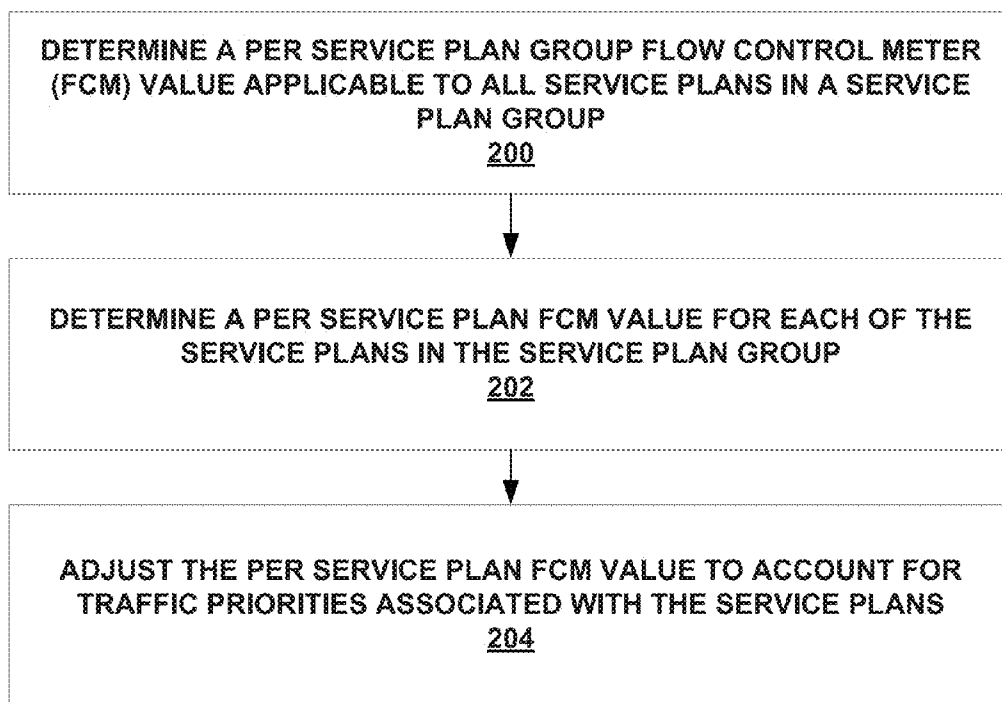 DETERMINE A PER SERVICE PLAN GROUP FLOW CONTROL METER
(FCM) VALUE APPLICABLE TO ALL SERVICE PLANS IN A SERVICE
PLAN GROUP
200
DETERMINE A PER SERVICE PLAN FCM VALUE FOR EACH OF THE
SERVICE PLANS IN THE SERVICE PLAN GROUP
202
ADJUST THE PER SERVICE PLAN FCM VALUE TO ACCOUNT FOR
TRAFFIC PRIORITIES ASSOCIATED WITH THE SERVICE PLANS
204